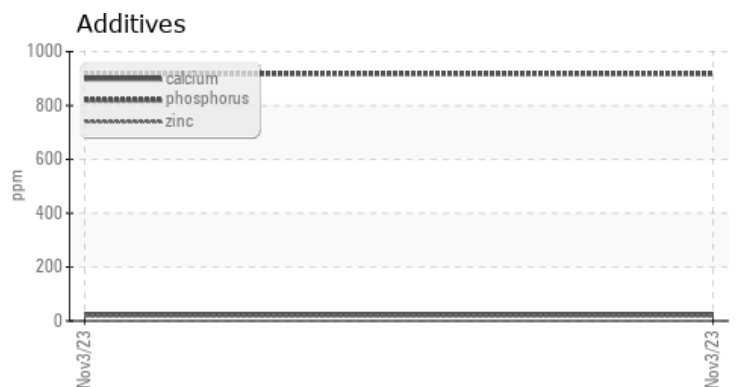 Additives
1000
800
600
400
200
0
ppm
calcium
phosphorus
zinc
Nov3/23
Nov3/23